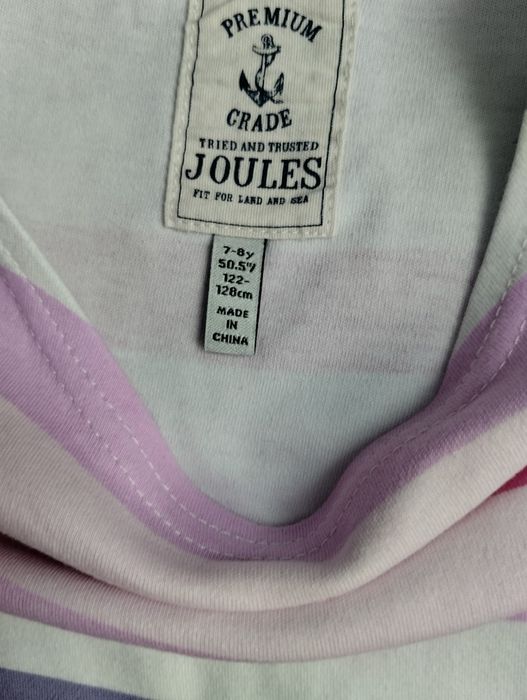 PREMIUM
GRADE
TRIED AND TRUSTED
JOULES
FIT FOR LAND AND SEA
7-8y
50.5"/
122-
128cm
MADE
IN
CHINA